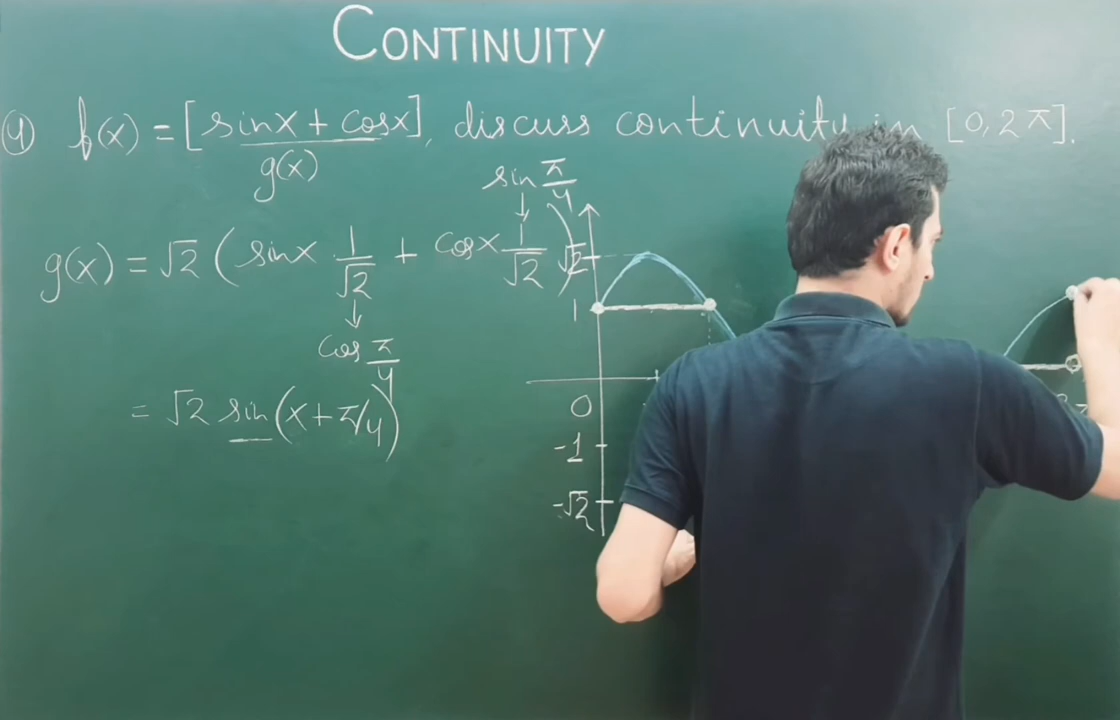 CONTINUITY
4) f(x) = [sinx + cosx], discuss continuity in [0, 2π].
g(x)
sin π/4
↓
g(x) = √2 ( sinx 1/√2 + cosx 1/√2 )
↓
cos π/4
= √2 sin(x + π/4)
√2
1
0
-1
-√2